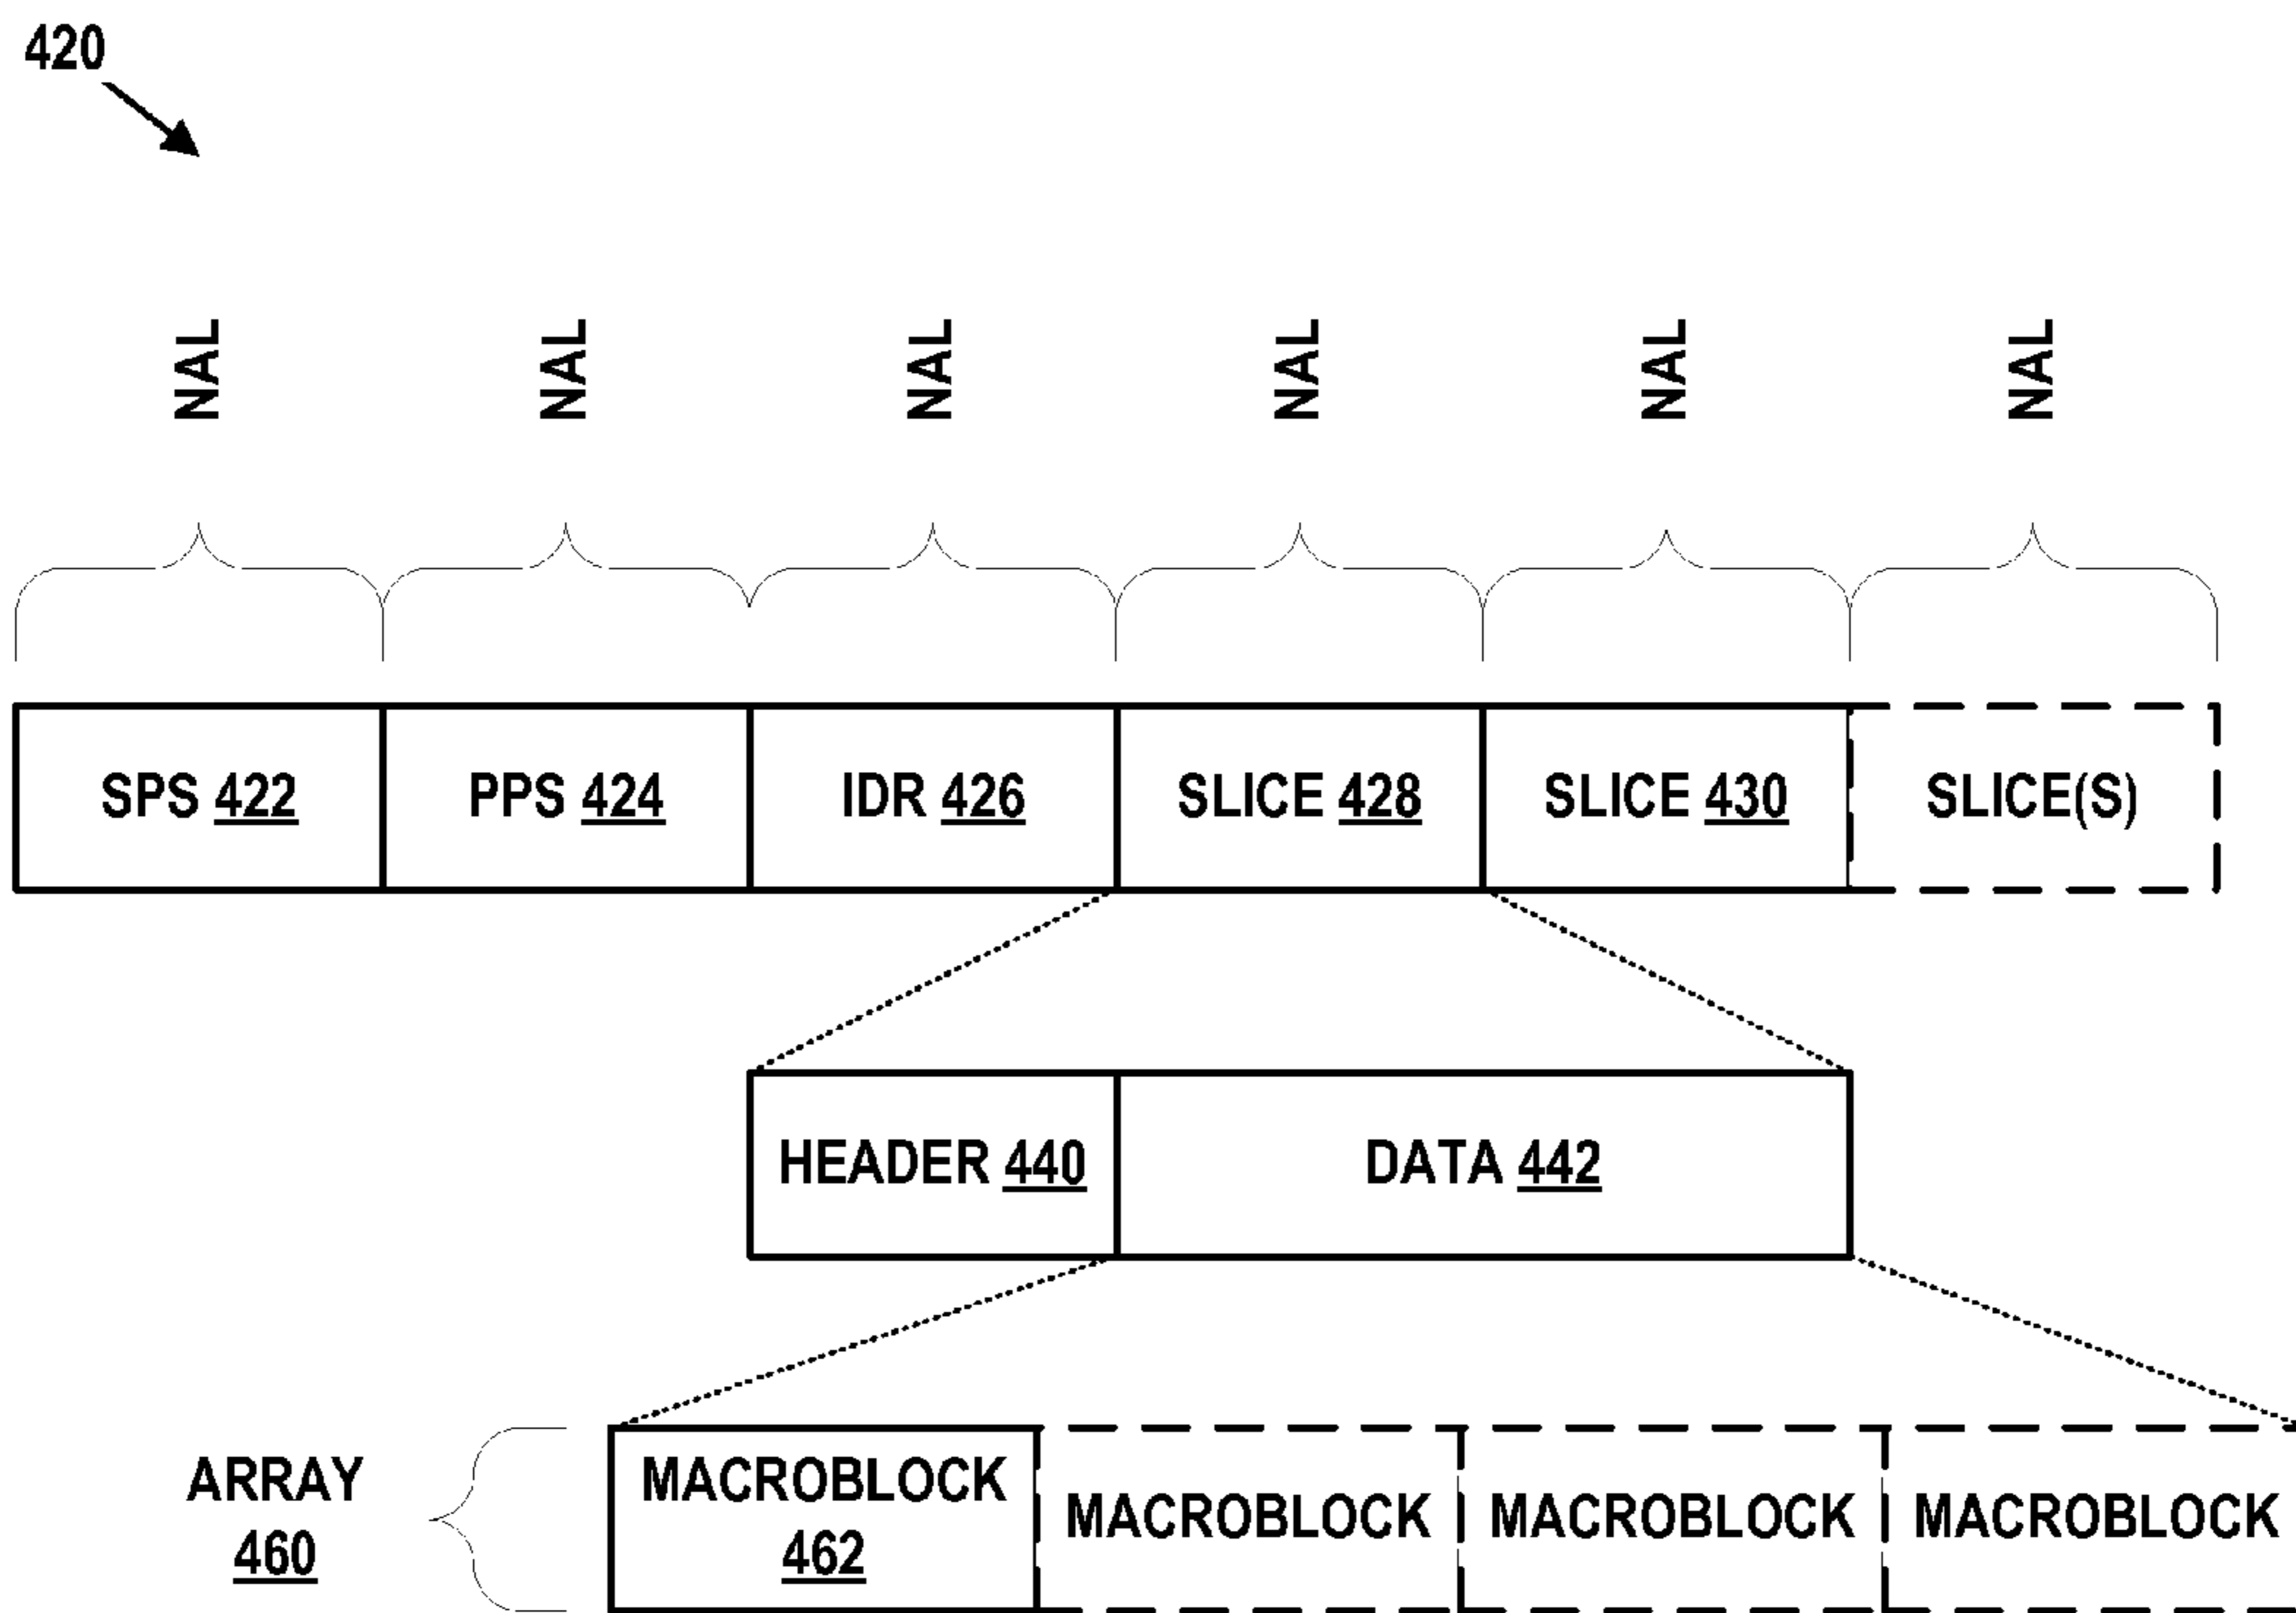 420
NAL
NAL
NAL
NAL
NAL
NAL
SPS 422
PPS 424
IDR 426
SLICE 428
SLICE 430
SLICE(S)
HEADER 440
DATA 442
ARRAY
460
MACROBLOCK
462
MACROBLOCK
MACROBLOCK
MACROBLOCK